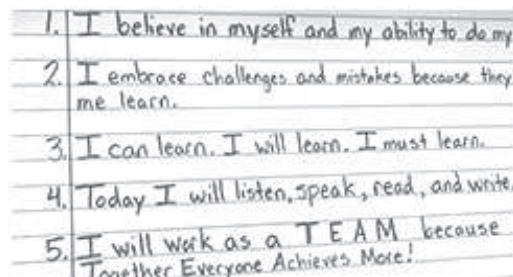 1. I believe in myself and my ability to do my
2. I embrace challenges and mistakes because they
me learn.
3. I can learn. I will learn. I must learn.
4. Today I will listen, speak, read, and write.
5. I will work as a TEAM because
Together Everyone Achieves More!